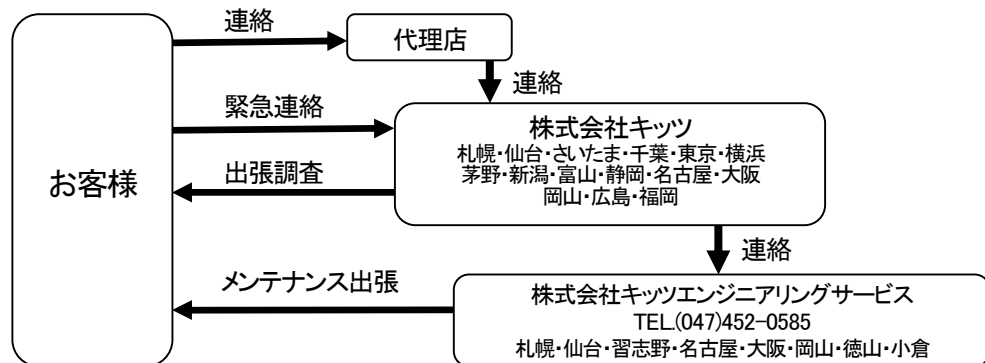 連絡
代理店
連絡
緊急連絡
お客様
出張調査
株式会社キッツ
札幌・仙台・さいたま・千葉・東京・横浜
茅野・新潟・富山・静岡・名古屋・大阪
岡山・広島・福岡
連絡
メンテナンス出張
株式会社キッツエンジニアリングサービス
TEL.(047)452-0585
札幌・仙台・習志野・名古屋・大阪・岡山・徳山・小倉